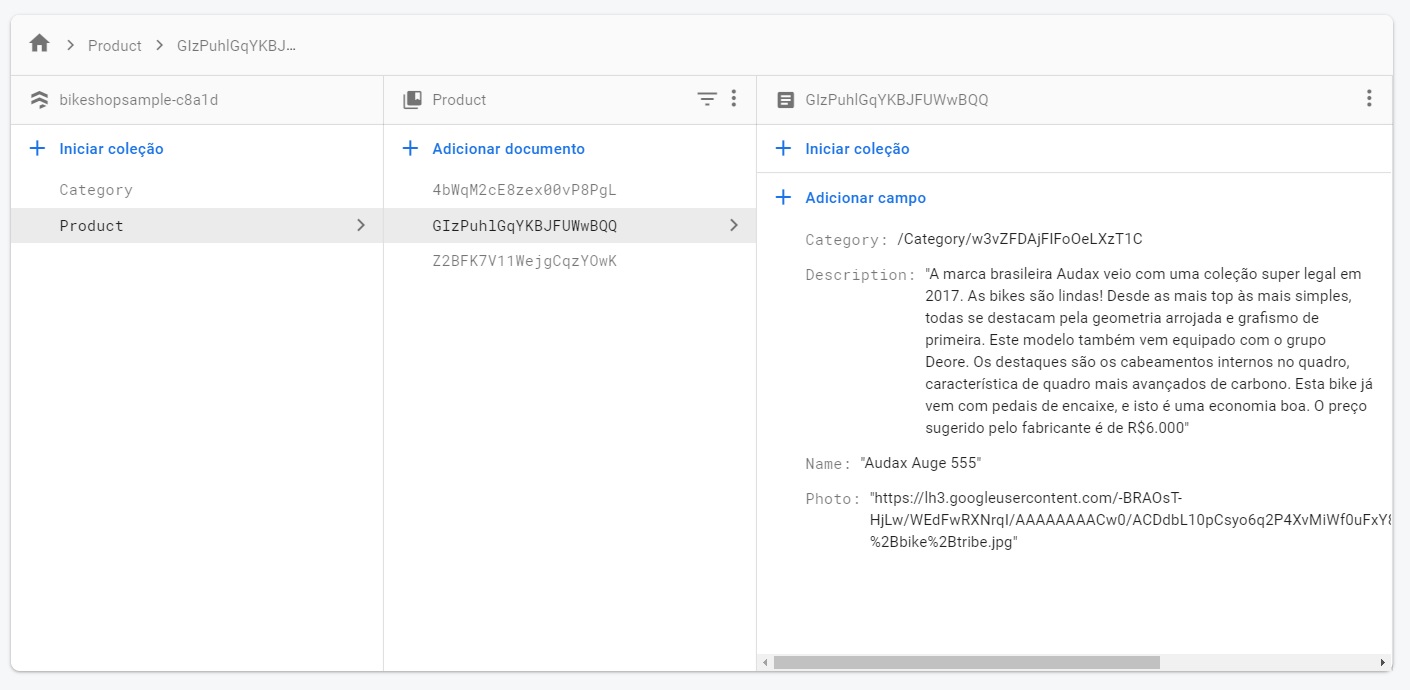 Product GIzPuhlGqYKBJ...
bikeshopsample-c8a1d
Product
GIzPuhlGqYKBJFUWwBQQ
Iniciar coleção
Category
Product
Adicionar documento
4bWqM2cE8zex00vP8PgL
GIzPuhlGqYKBJFUWwBQQ
Z2BFK7V11WejgCqzYOwK
Iniciar coleção
Adicionar campo
Category: /Category/w3vZFDAjFIFoOeLXzT1C
Description: "A marca brasileira Audax veio com uma coleção super legal em
2017. As bikes são lindas! Desde as mais top às mais simples,
todas se destacam pela geometria arrojada e grafismo de
primeira. Este modelo também vem equipado com o grupo
Deore. Os destaques são os cabeamentos internos no quadro,
característica de quadro mais avançados de carbono. Esta bike já
vem com pedais de encaixe, e isto é uma economia boa. O preço
sugerido pelo fabricante é de R$6.000"
Name: "Audax Auge 555"
Photo: "https://lh3.googleusercontent.com/-BRAOsT-
HjLw/WEdFwRXNrqI/AAAAAAAACw0/ACDdbL10pCsyo6q2P4XvMiWf0uFxY8
%2Bbike%2Btribe.jpg"